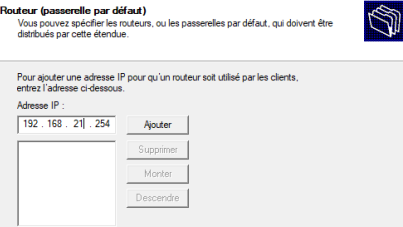 Routeur (passerelle par défaut)
Vous pouvez spécifier les routeurs, ou les passerelles par défaut, qui doivent être
distribués par cette étendue.
Pour ajouter une adresse IP pour qu'un routeur soit utilisé par les clients,
entrez l'adresse ci-dessous.
Adresse IP :
192 . 168 . 21 . 254
Ajouter
Supprimer
Monter
Descendre